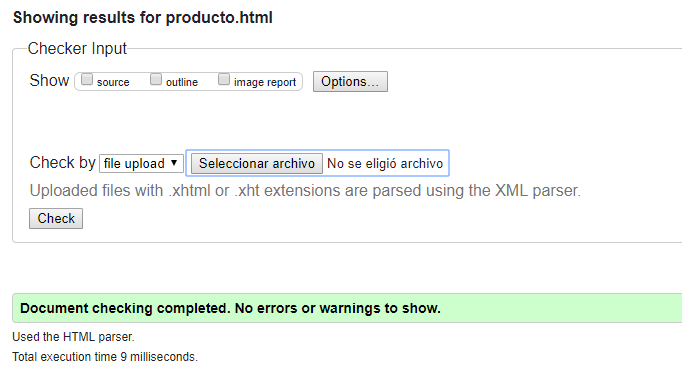 Showing results for producto.html
Checker Input
Show source outline image report Options...
Check by file upload Seleccionar archivo No se eligió archivo
Uploaded files with .xhtml or .xht extensions are parsed using the XML parser.
Check
Document checking completed. No errors or warnings to show.
Used the HTML parser.
Total execution time 9 milliseconds.